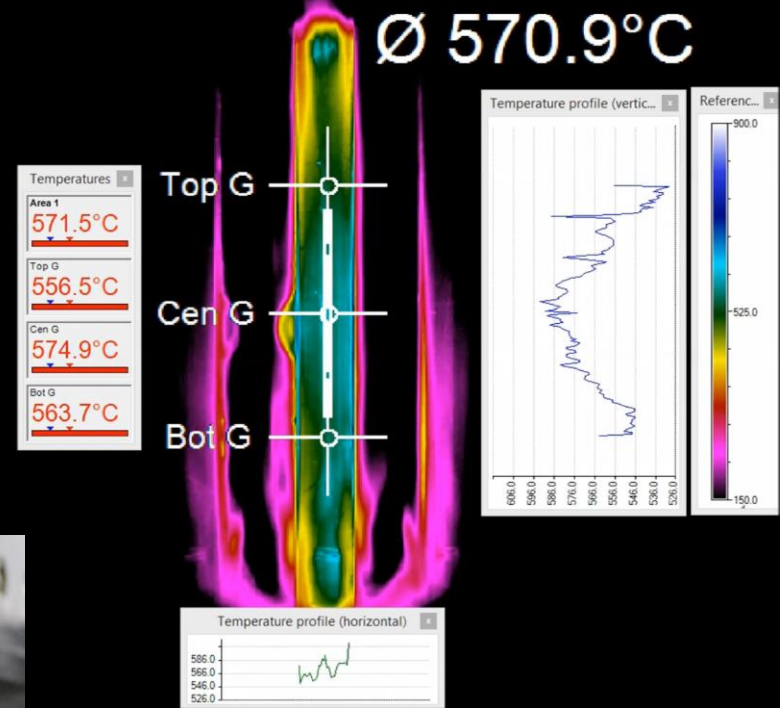 Ø 570.9°C
Temperature profile (vertic...
Referenc...
900.0
525.0
150.0
Temperatures
Area 1
571.5°C
Top G
556.5°C
Cen G
574.9°C
Bot G
563.7°C
Top G
Cen G
Bot G
606.0
596.0
586.0
576.0
566.0
556.0
546.0
536.0
526.0
Temperature profile (horizontal)
586.0
566.0
546.0
526.0